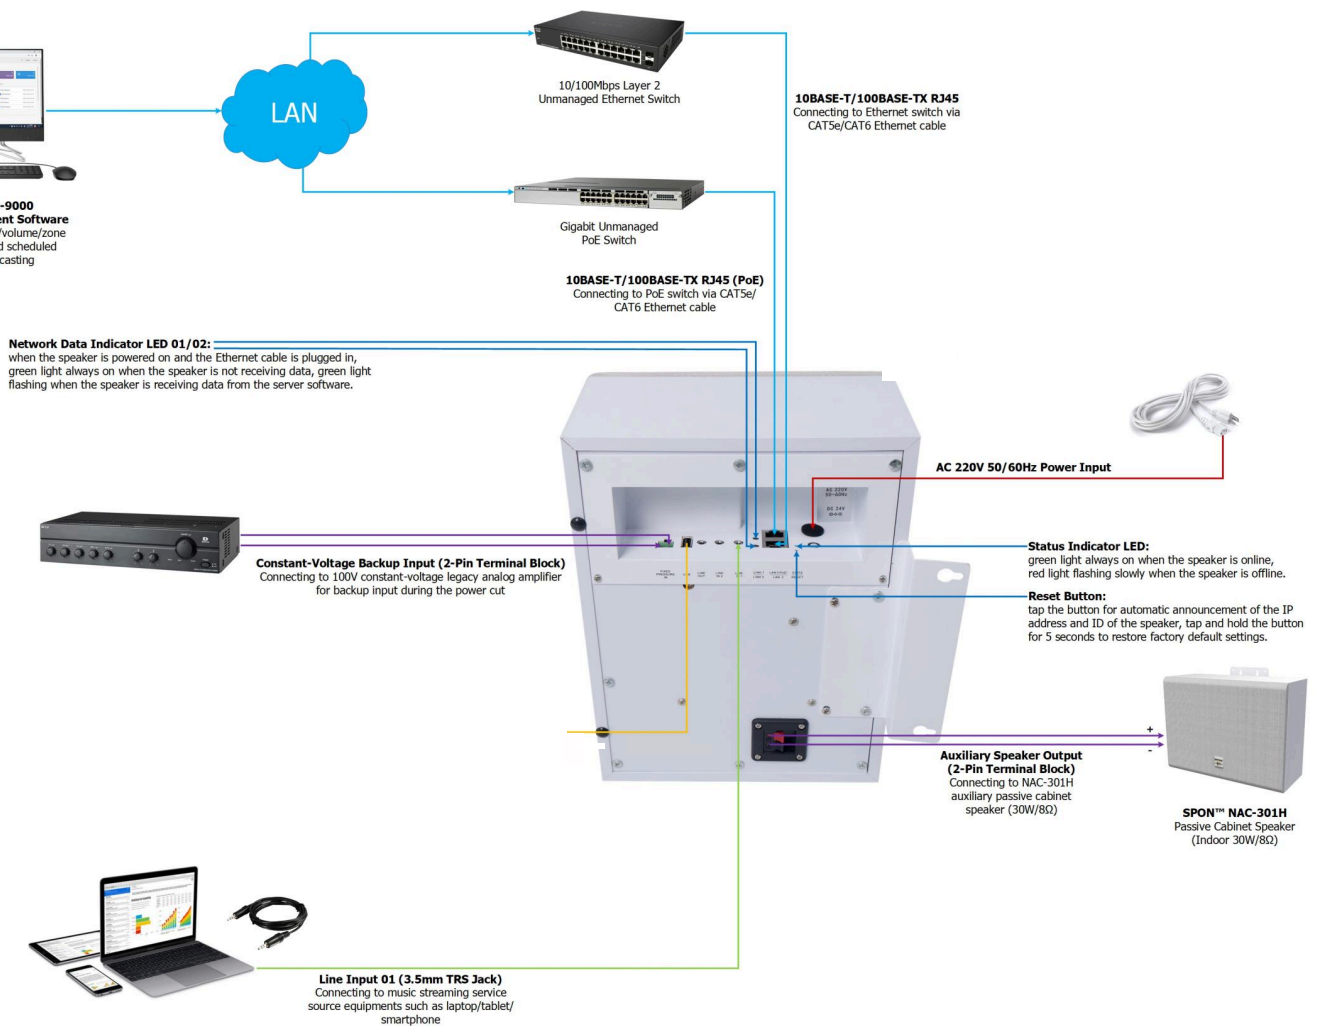 LAN
10/100Mbps Layer 2
Unmanaged Ethernet Switch
10BASE-T/100BASE-TX RJ45
Connecting to Ethernet switch via
CAT5e/CAT6 Ethernet cable
-9000
ent Software
/volume/zone
d scheduled
casting
Gigabit Unmanaged
PoE Switch
10BASE-T/100BASE-TX RJ45 (PoE)
Connecting to PoE switch via CAT5e/
CAT6 Ethernet cable
Network Data Indicator LED 01/02:
when the speaker is powered on and the Ethernet cable is plugged in,
green light always on when the speaker is not receiving data, green light
flashing when the speaker is receiving data from the server software.
AC 220V 50/60Hz Power Input
AC 220V
50~60Hz
DC 24V
Constant-Voltage Backup Input (2-Pin Terminal Block)
Connecting to 100V constant-voltage legacy analog amplifier
for backup input during the power cut
Status Indicator LED:
green light always on when the speaker is online,
red light flashing slowly when the speaker is offline.
Reset Button:
tap the button for automatic announcement of the IP
address and ID of the speaker, tap and hold the button
for 5 seconds to restore factory default settings.
+
-
Auxiliary Speaker Output
(2-Pin Terminal Block)
Connecting to NAC-301H
auxiliary passive cabinet
speaker (30W/8Ω)
SPON™ NAC-301H
Passive Cabinet Speaker
(Indoor 30W/8Ω)
Line Input 01 (3.5mm TRS Jack)
Connecting to music streaming service
source equipments such as laptop/tablet/
smartphone